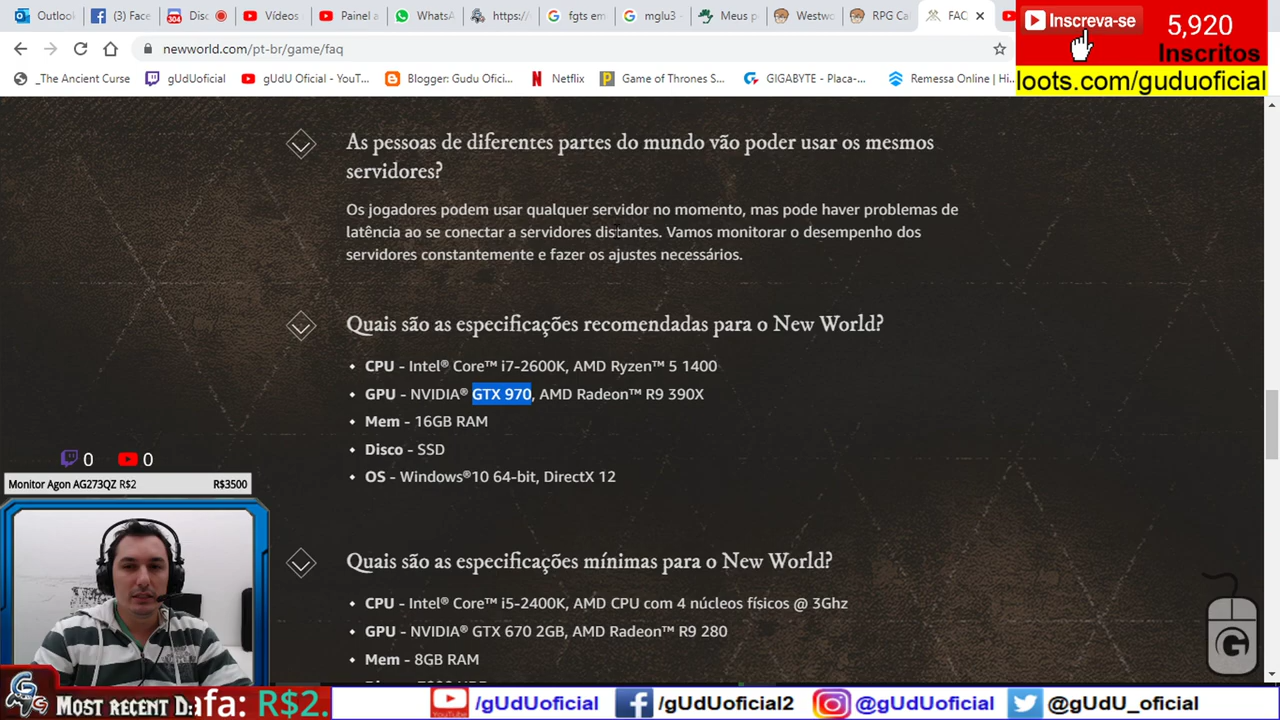 Outlook
(3) Face
304
Disc
Vídeos
Painel a
WhatsA
https:/
fgts em
mglu3
Meus p
Westwo
RPG Ca
FAC
Inscreva-se
5,920
Inscritos
newworld.com/pt-br/game/faq
loots.com/guduoficial
_The Ancient Curse
gUdUoficial
gUdU Oficial - YouT...
Blogger: Gudu Ofici...
Netflix
Game of Thrones S...
GIGABYTE - Placa-...
Remessa Online | Hi...
As pessoas de diferentes partes do mundo vão poder usar os mesmos
servidores?
Os jogadores podem usar qualquer servidor no momento, mas pode haver problemas de
latência ao se conectar a servidores distantes. Vamos monitorar o desempenho dos
servidores constantemente e fazer os ajustes necessários.
Quais são as especificações recomendadas para o New World?
• CPU - Intel® Core™ i7-2600K, AMD Ryzen™ 5 1400
• GPU - NVIDIA® GTX 970, AMD Radeon™ R9 390X
• Mem - 16GB RAM
• Disco - SSD
• OS - Windows®10 64-bit, DirectX 12
0 0
Monitor Agon AG273QZ R$2 R$3500
Quais são as especificações mínimas para o New World?
• CPU - Intel® Core™ i5-2400K, AMD CPU com 4 núcleos físicos @ 3Ghz
• GPU - NVIDIA® GTX 670 2GB, AMD Radeon™ R9 280
• Mem - 8GB RAM
Most recent D: afa: R$2.
/gUdUoficial
/gUdUoficial2
@gUdUoficial
@gUdU_oficial